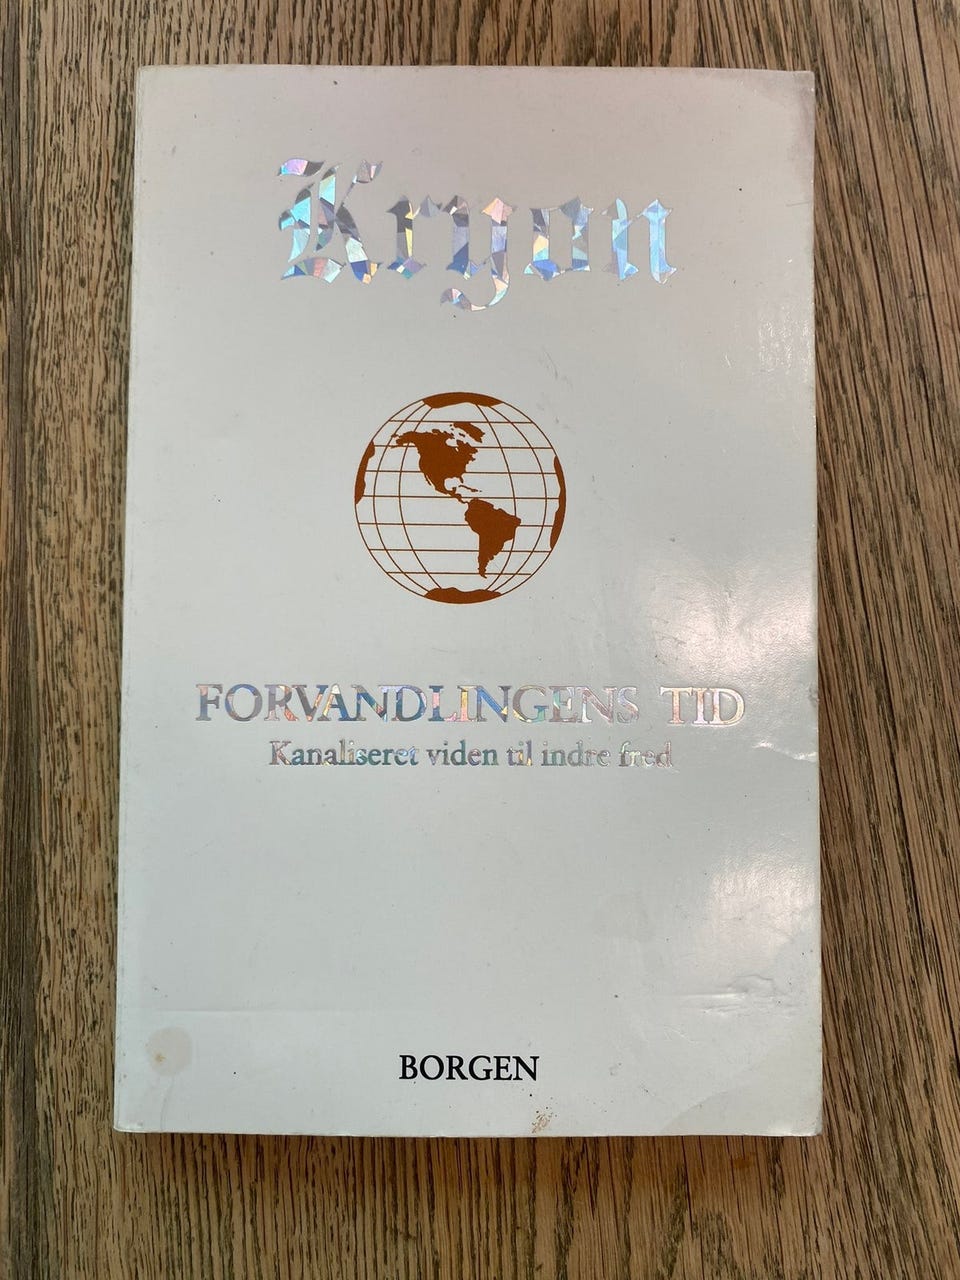 Kryon
FORVANDLINGENS TID
Kanaliseret viden til indre fred
BORGEN